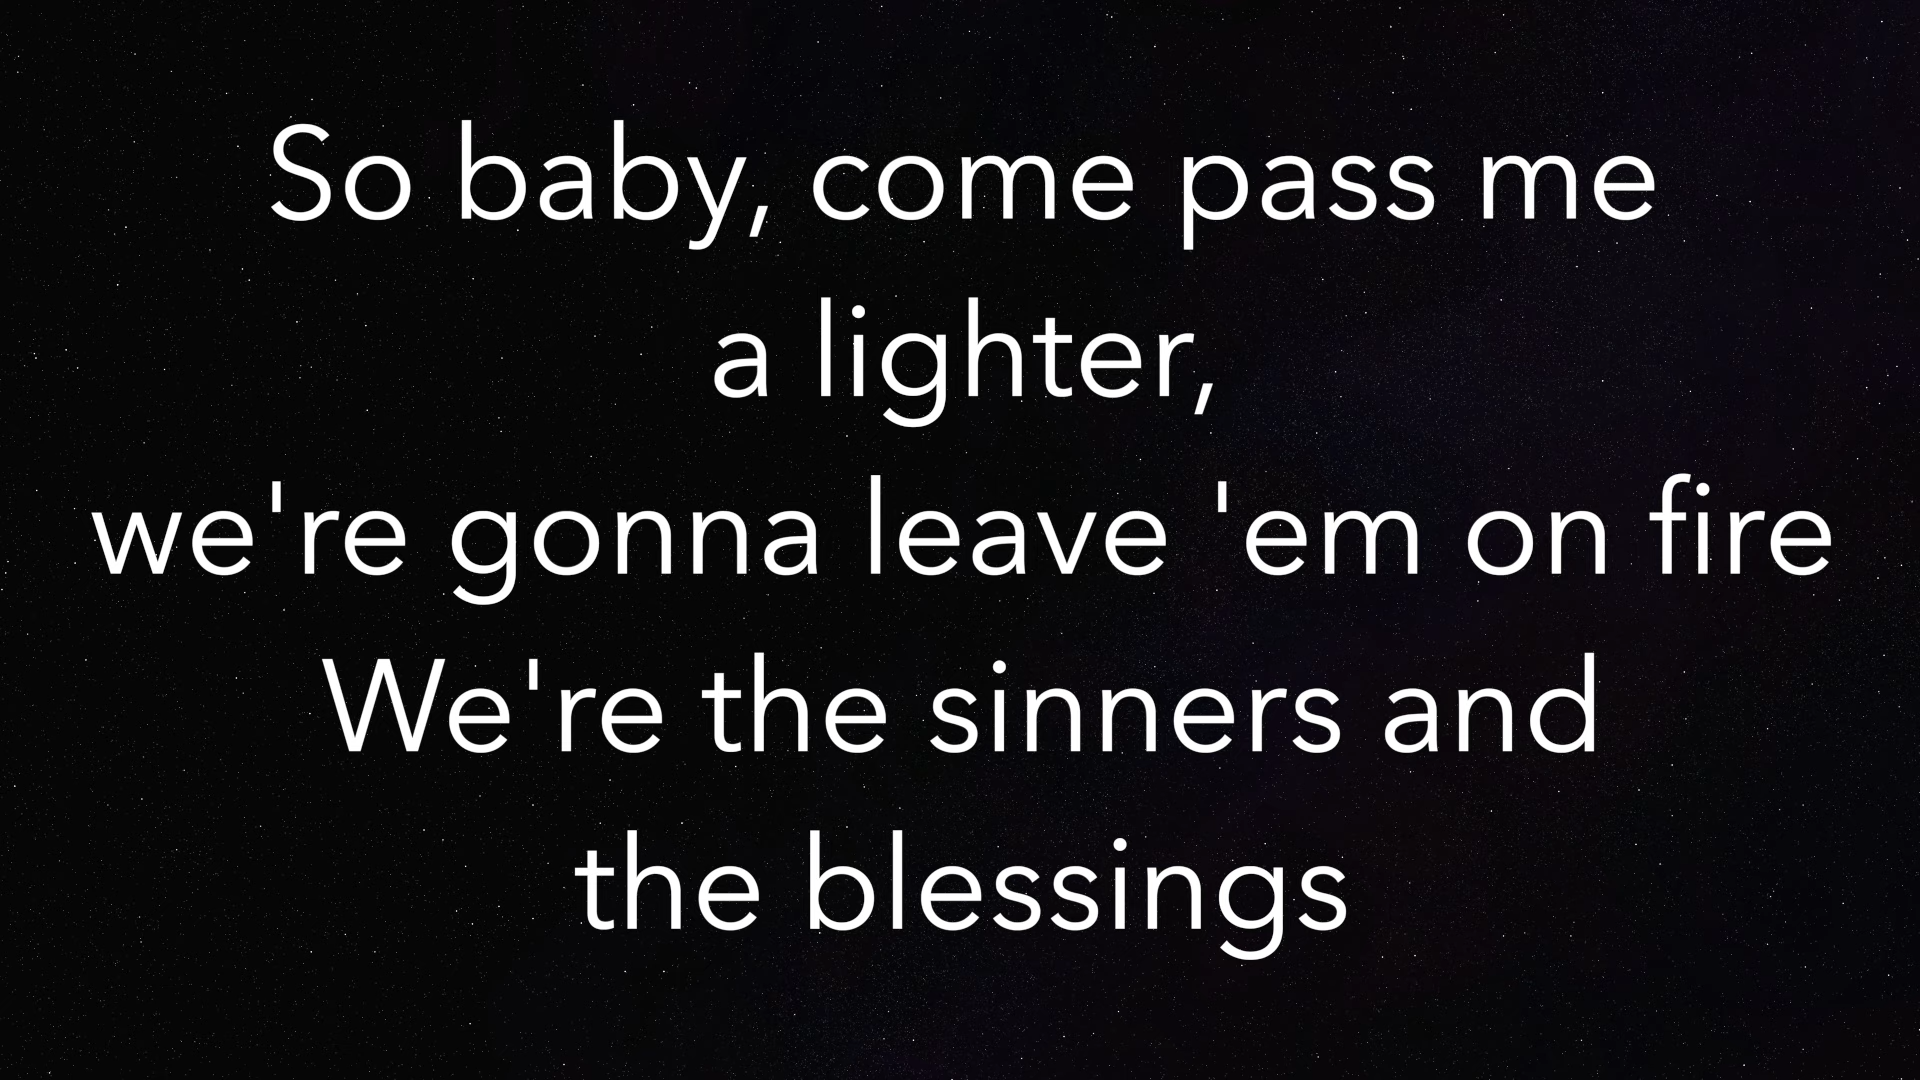 So baby, come pass me
a lighter,
we're gonna leave 'em on fire
We're the sinners and
the blessings